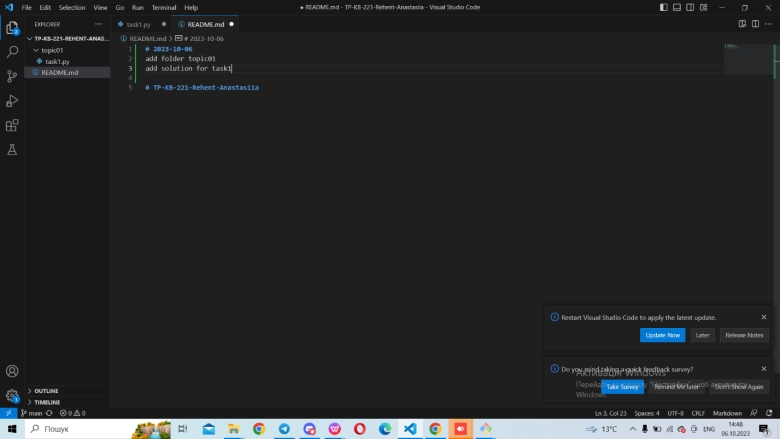 File Edit Selection View Go Run Terminal Help
● README.md - TP-KB-221-Rehent-Anastasiia - Visual Studio Code
EXPLORER
TP-KB-221-REHENT-ANAS...
topic01
task1.py
README.md
OUTLINE
TIMELINE
task1.py
README.md
README.md > # 2023-10-06
1 # 2023-10-06
2 add folder topic01
3 add solution for task1
4
5 # TP-KB-221-Rehent-Anastasiia
Restart Visual Studio Code to apply the latest update.
Update Now Later Release Notes
Do you mind taking a quick feedback survey?
Активація Windows
Take Survey Remind Me later Don't Show Again
Windows.
main 0 0
Ln 3, Col 23 Spaces: 4 UTF-8 CRLF Markdown
Пошук
13°C
ENG
14:48
06.10.2023